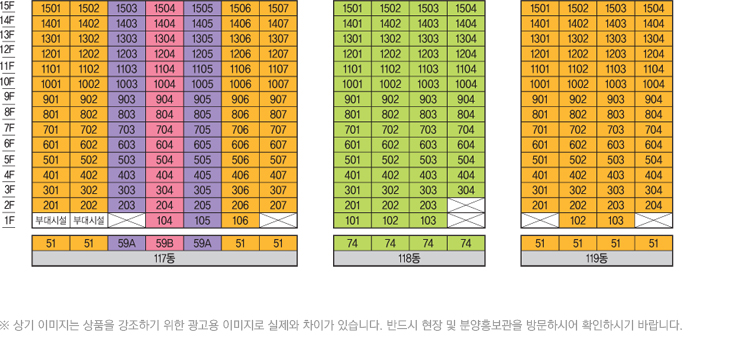 15F 1501 1502 1503 1504 1505 1506 1507 1501 1502 1503 1504 1501 1502 1503 1504
14F 1401 1402 1403 1404 1405 1406 1407 1401 1402 1403 1404 1401 1402 1403 1404
13F 1301 1302 1303 1304 1305 1306 1307 1301 1302 1303 1304 1301 1302 1303 1304
12F 1201 1202 1203 1204 1205 1206 1207 1201 1202 1203 1204 1201 1202 1203 1204
11F 1101 1102 1103 1104 1105 1106 1107 1101 1102 1103 1104 1101 1102 1103 1104
10F 1001 1002 1003 1004 1005 1006 1007 1001 1002 1003 1004 1001 1002 1003 1004
9F 901 902 903 904 905 906 907 901 902 903 904 901 902 903 904
8F 801 802 803 804 805 806 807 801 802 803 804 801 802 803 804
7F 701 702 703 704 705 706 707 701 702 703 704 701 702 703 704
6F 601 602 603 604 605 606 607 601 602 603 604 601 602 603 604
5F 501 502 503 504 505 506 507 501 502 503 504 501 502 503 504
4F 401 402 403 404 405 406 407 401 402 403 404 401 402 403 404
3F 301 302 303 304 305 306 307 301 302 303 304 301 302 303 304
2F 201 202 203 204 205 206 207 201 202 203 201 202 203 204
1F 부대시설 부대시설 104 105 106 101 102 103 102 103
51 51 59A 59B 59A 51 51 74 74 74 74 51 51 51 51
117동 118동 119동
※ 상기 이미지는 상품을 강조하기 위한 광고용 이미지로 실제와 차이가 있습니다. 반드시 현장 및 분양홍보관을 방문하시어 확인하시기 바랍니다.